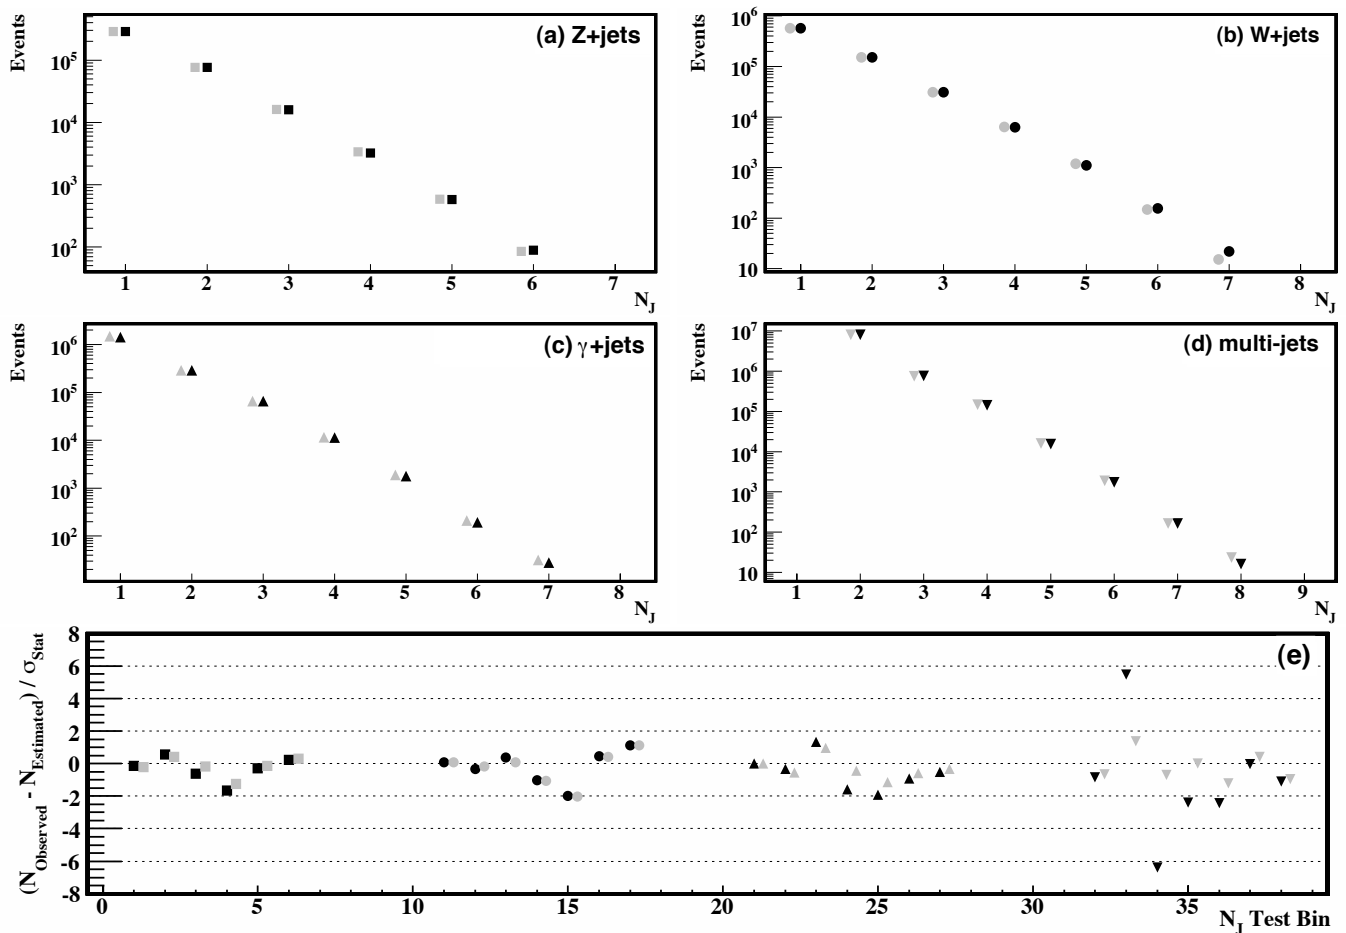 Events
(a) Z+jets
10^5
10^4
10^3
10^2
1 2 3 4 5 6 7
N_J
Events
(b) W+jets
10^6
10^5
10^4
10^3
10^2
10
1 2 3 4 5 6 7 8
N_J
Events
(c) γ+jets
10^6
10^5
10^4
10^3
10^2
1 2 3 4 5 6 7 8
N_J
Events
(d) multi-jets
10^7
10^6
10^5
10^4
10^3
10^2
10
1 2 3 4 5 6 7 8 9
N_J
(N_Observed - N_Estimated) / σ_Stat
(e)
8
6
4
2
0
-2
-4
-6
-8
0 5 10 15 20 25 30 35
N_J Test Bin